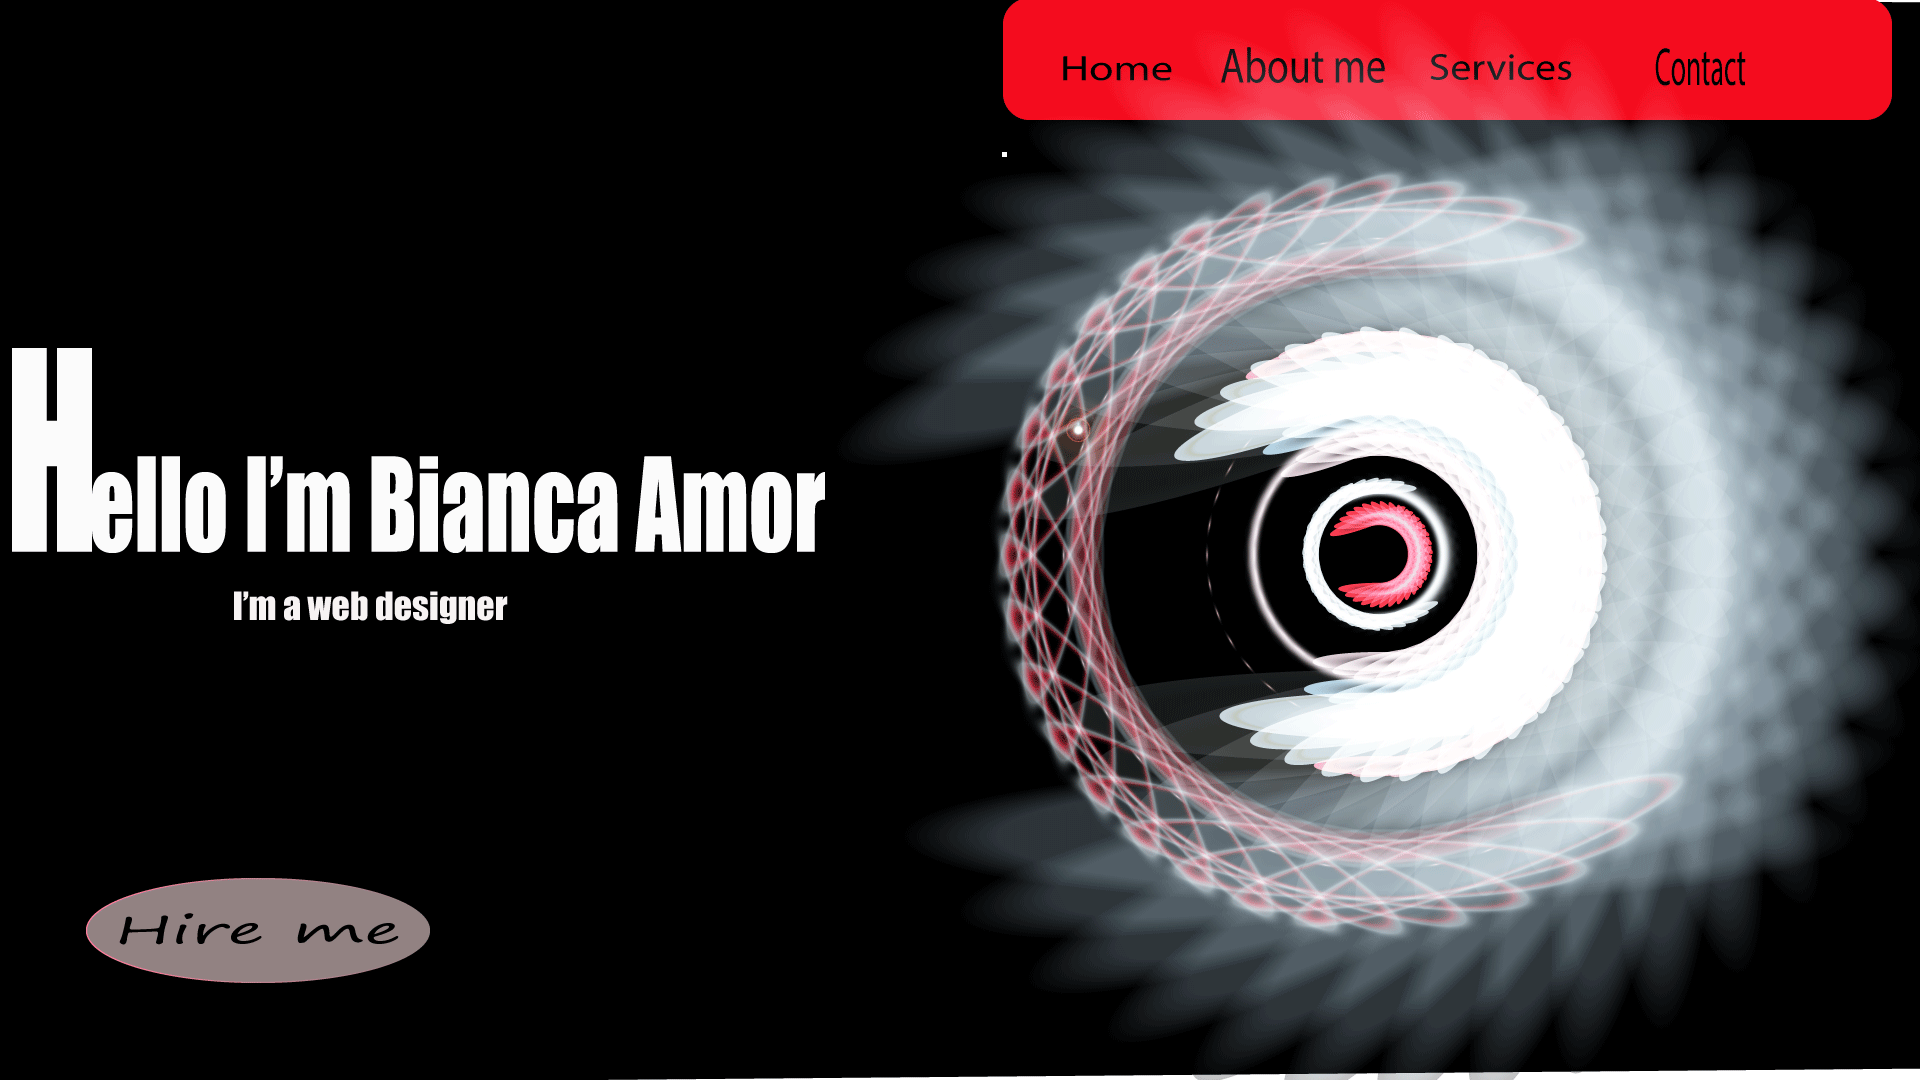 Home About me Services Contact
Hello I’m Bianca Amor
I’m a web designer
Hire me